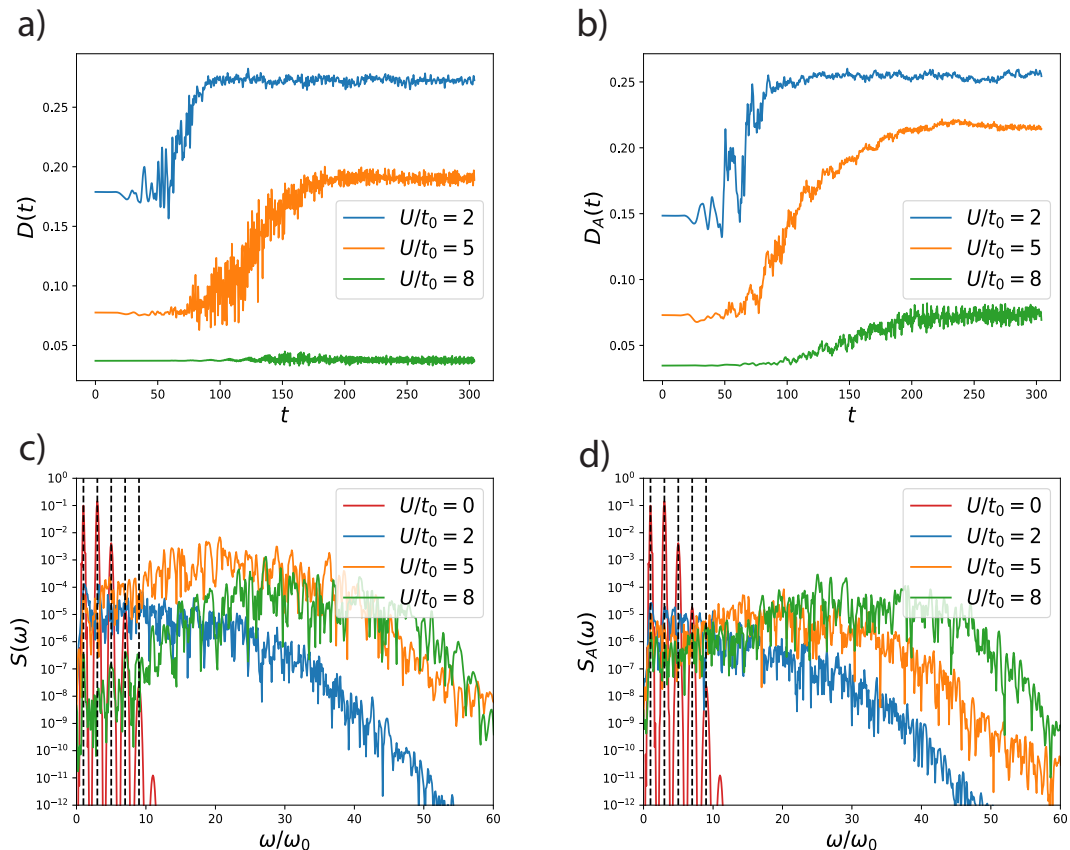 a)
D(t)
0.25
0.20
0.15
0.10
0.05
U/t₀ = 2
U/t₀ = 5
U/t₀ = 8
0 50 100 150 200 250 300
t
b)
D_A(t)
0.25
0.20
0.15
0.10
0.05
U/t₀ = 2
U/t₀ = 5
U/t₀ = 8
0 50 100 150 200 250 300
t
c)
S(ω)
10⁰
10⁻¹
10⁻²
10⁻³
10⁻⁴
10⁻⁵
10⁻⁶
10⁻⁷
10⁻⁸
10⁻⁹
10⁻¹⁰
10⁻¹¹
10⁻¹²
U/t₀ = 0
U/t₀ = 2
U/t₀ = 5
U/t₀ = 8
0 10 20 30 40 50 60
ω/ω₀
d)
S_A(ω)
10⁰
10⁻¹
10⁻²
10⁻³
10⁻⁴
10⁻⁵
10⁻⁶
10⁻⁷
10⁻⁸
10⁻⁹
10⁻¹⁰
10⁻¹¹
10⁻¹²
U/t₀ = 0
U/t₀ = 2
U/t₀ = 5
U/t₀ = 8
0 10 20 30 40 50 60
ω/ω₀